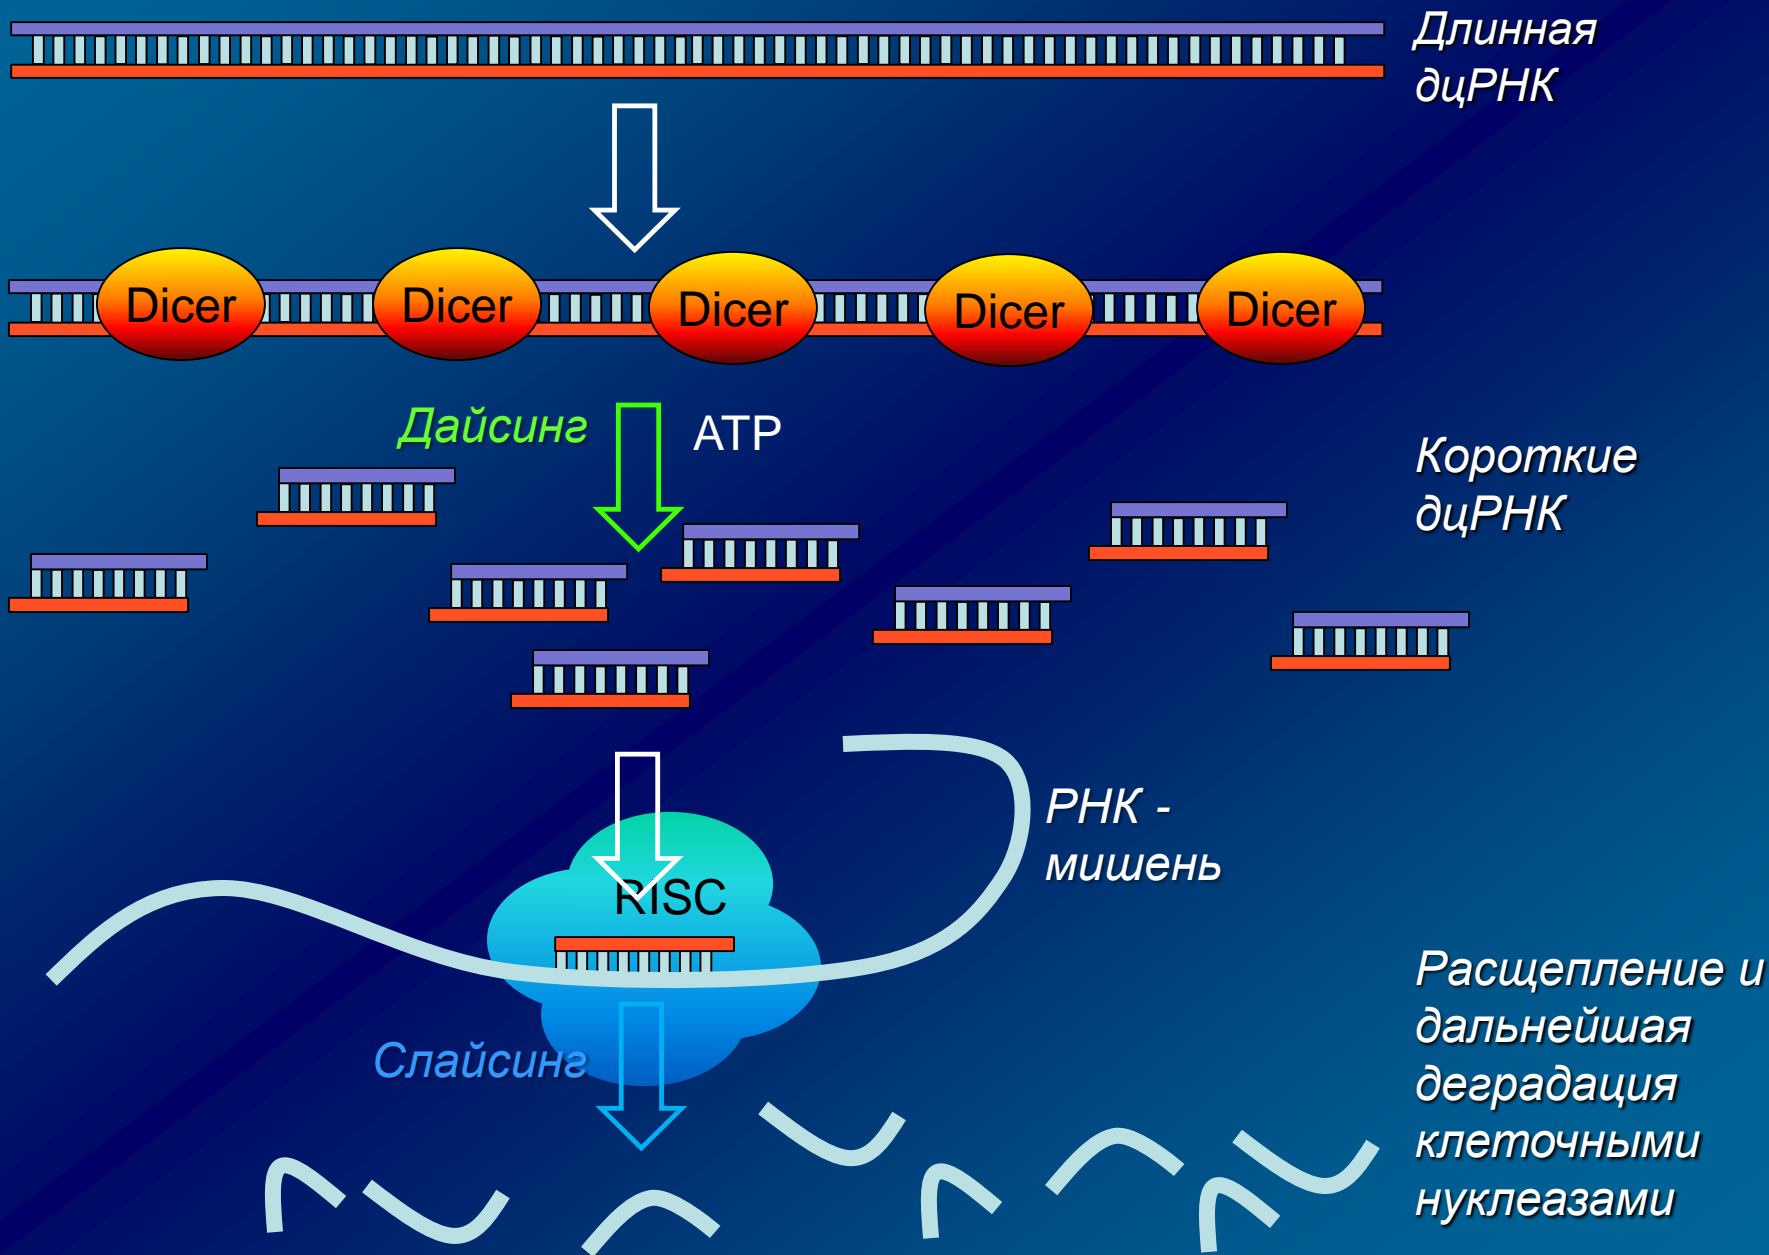 Длинная
дцРНК
Dicer Dicer Dicer Dicer Dicer
Дайсинг ATP
Короткие
дцРНК
РНК -
мишень
RISC
Расщепление и
дальнейшая
деградация
клеточными
нуклеазами
Слайсинг